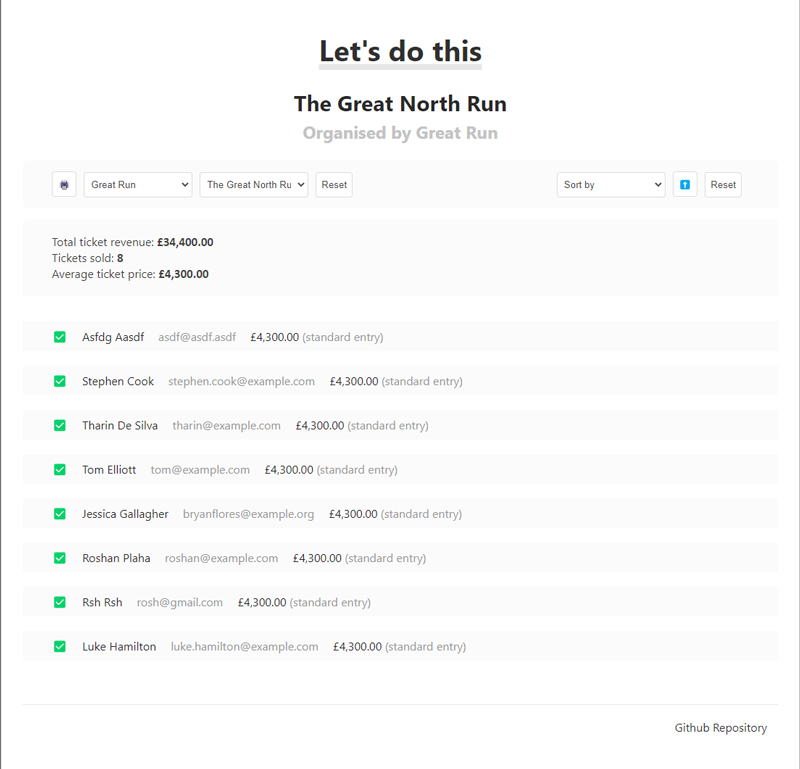 Let's do this
The Great North Run
Organised by Great Run
Great Run The Great North Ru Reset Sort by Reset
Total ticket revenue: £34,400.00
Tickets sold: 8
Average ticket price: £4,300.00
Asfdg Aasdf asdf@asdf.asdf £4,300.00 (standard entry)
Stephen Cook stephen.cook@example.com £4,300.00 (standard entry)
Tharin De Silva tharin@example.com £4,300.00 (standard entry)
Tom Elliott tom@example.com £4,300.00 (standard entry)
Jessica Gallagher bryanflores@example.org £4,300.00 (standard entry)
Roshan Plaha roshan@example.com £4,300.00 (standard entry)
Rsh Rsh rosh@gmail.com £4,300.00 (standard entry)
Luke Hamilton luke.hamilton@example.com £4,300.00 (standard entry)
Github Repository